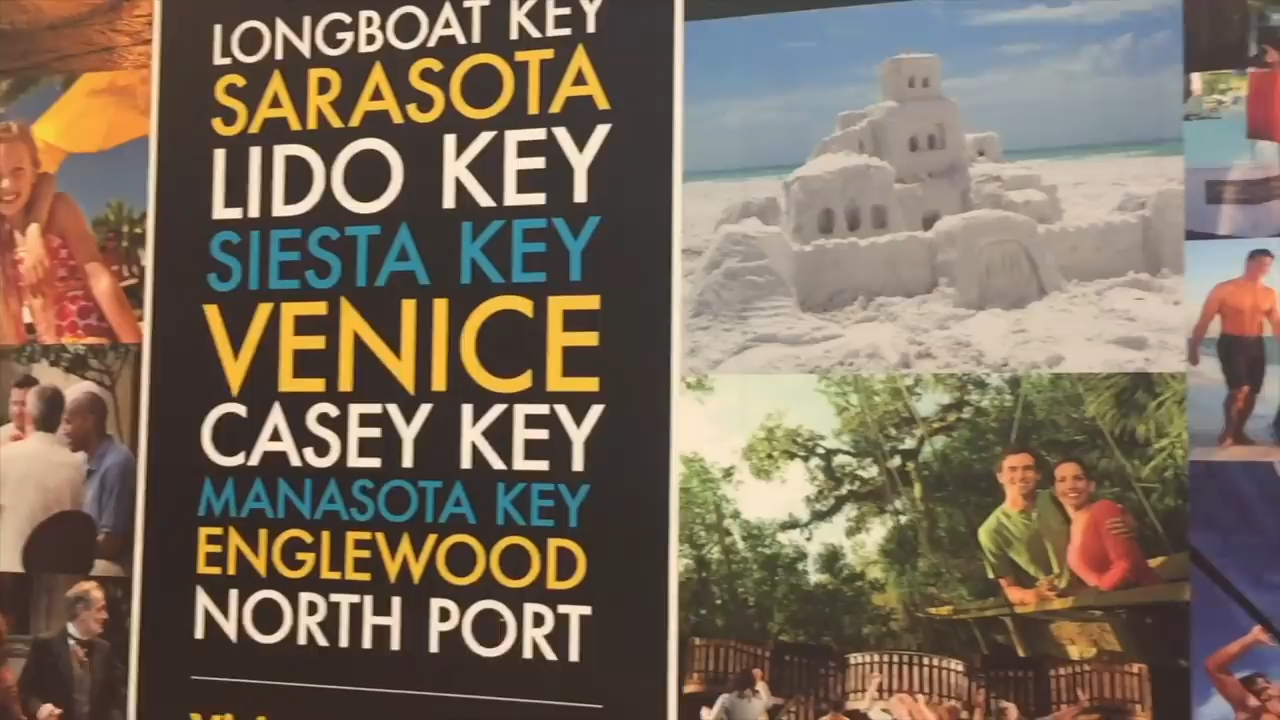 LONGBOAT KEY
SARASOTA
LIDO KEY
SIESTA KEY
VENICE
CASEY KEY
MANASOTA KEY
ENGLEWOOD
NORTH PORT